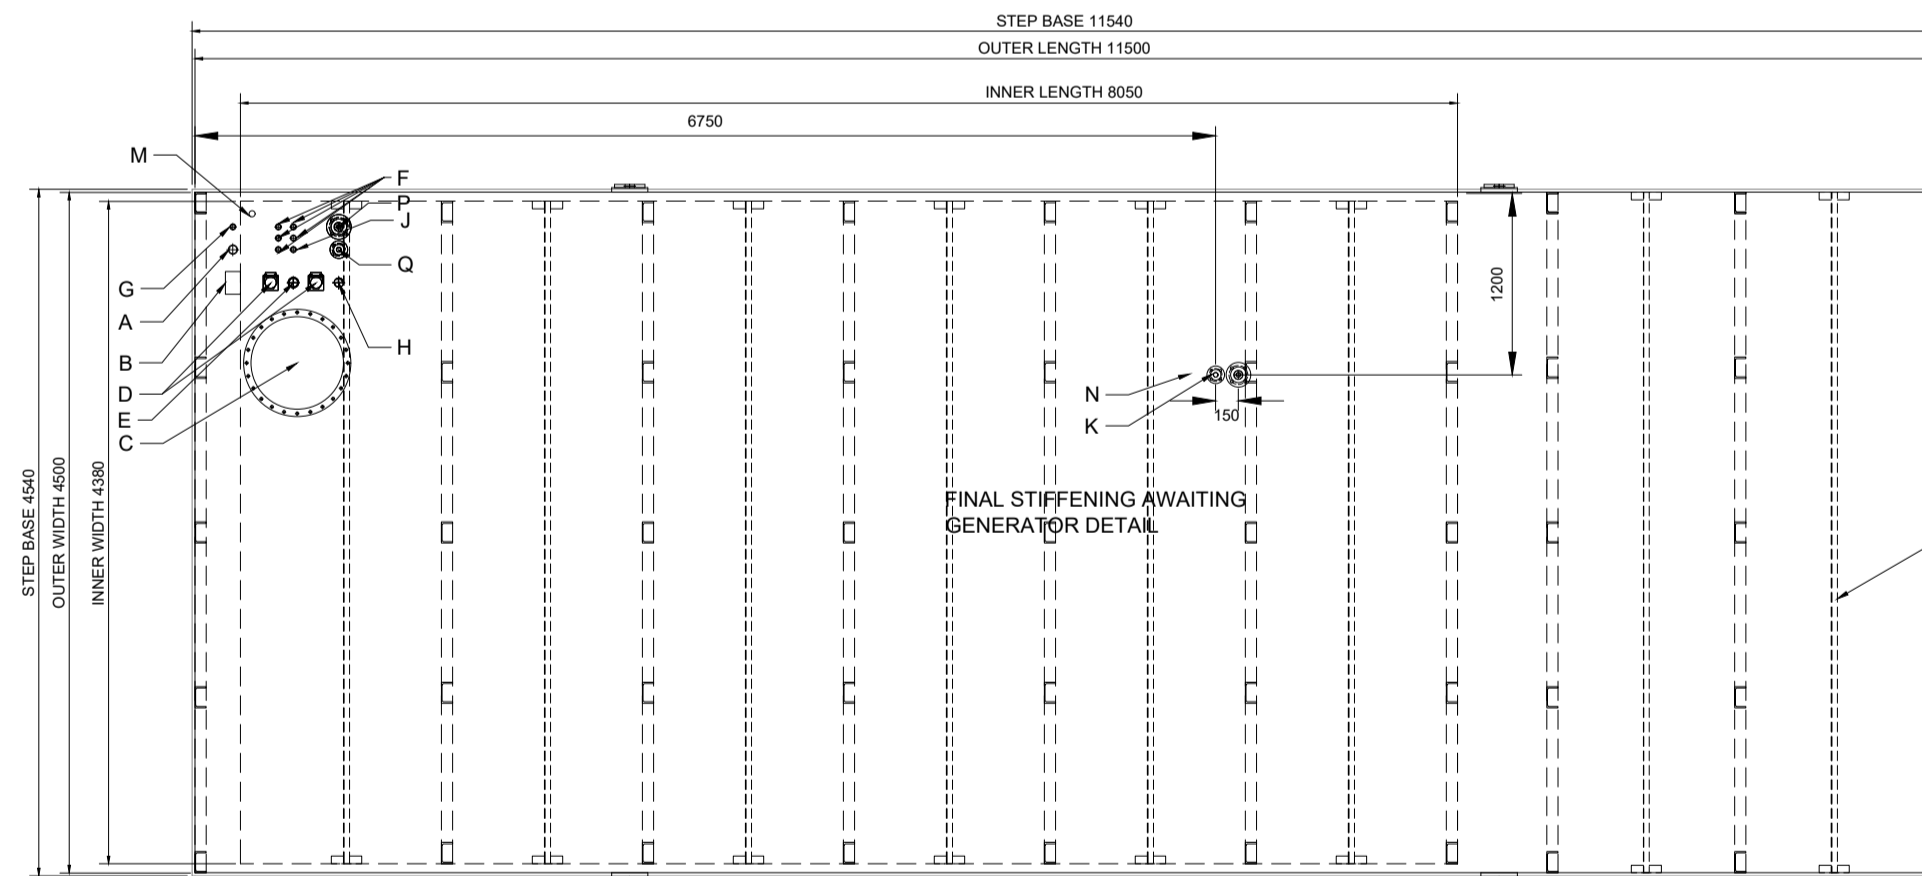 STEP BASE 11540
OUTER LENGTH 11500
INNER LENGTH 8050
6750
M
F
P
J
Q
G
A
B
H
D
E
C
1200
N
K
150
STEP BASE 4540
OUTER WIDTH 4500
INNER WIDTH 4380
FINAL STIFFENING AWAITING
GENERATOR DETAIL